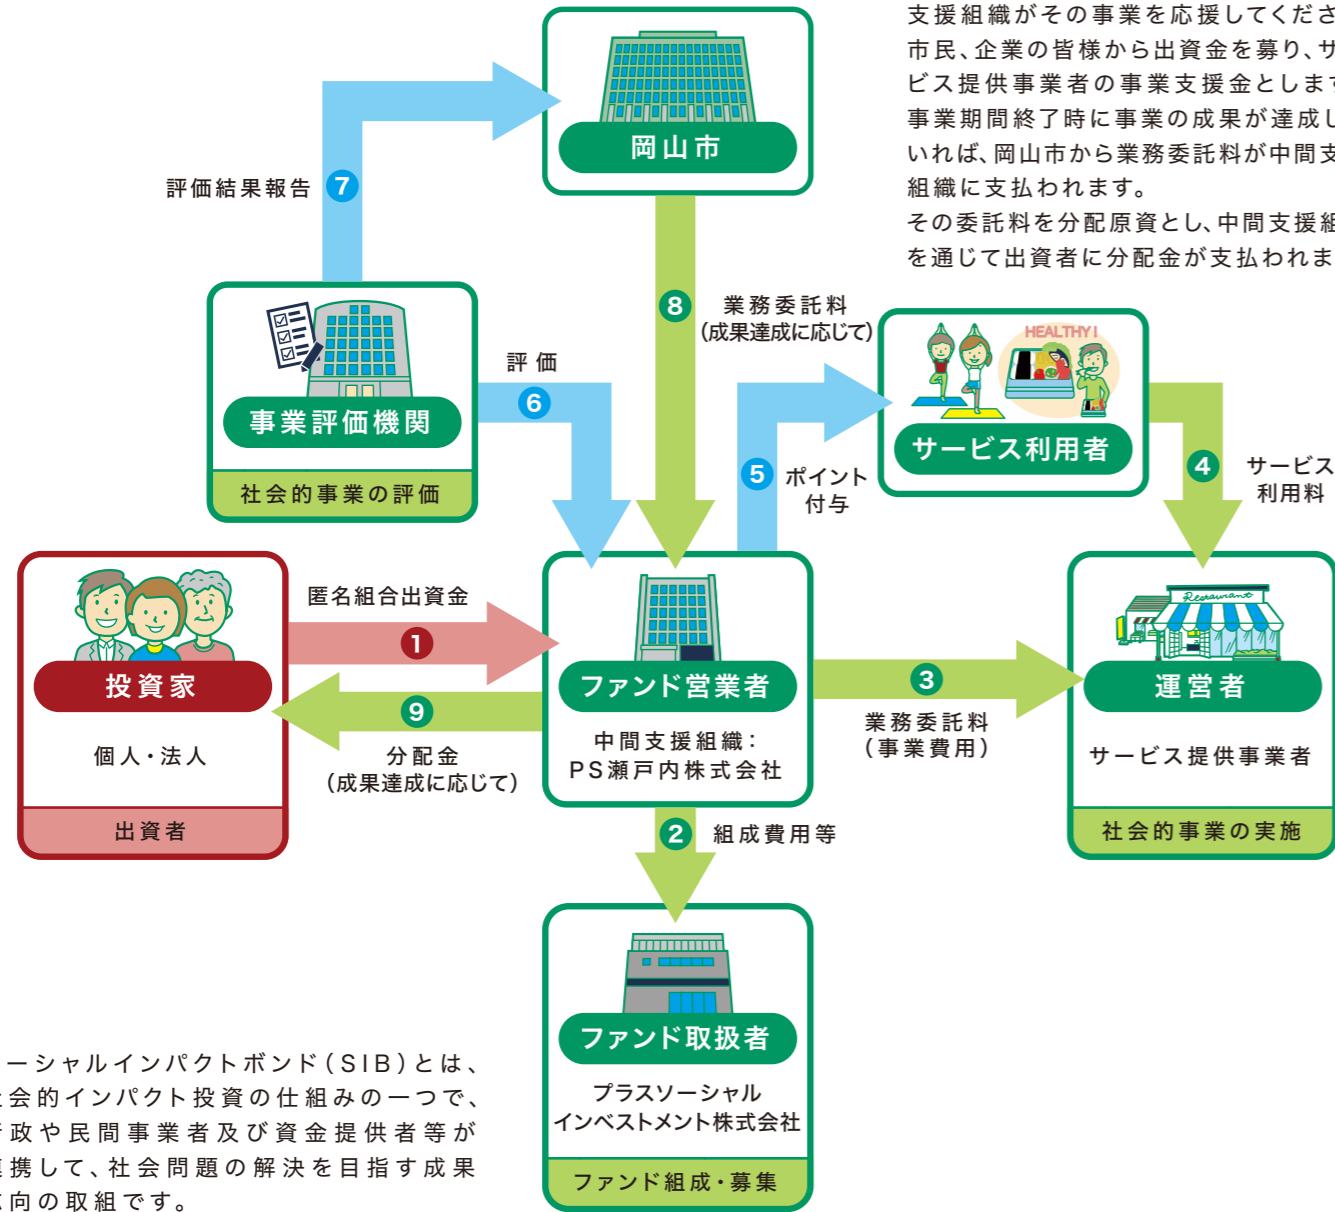 支援組織がその事業を応援してくださ
市民、企業の皆様から出資金を募り、サ
ビス提供事業者の事業支援金とします
事業期間終了時に事業の成果が達成し
いれば、岡山市から業務委託料が中間支
組織に支払われます。
その委託料を分配原資とし、中間支援組
を通じて出資者に分配金が支払われま
岡山市
評価結果報告
7
8
業務委託料
(成果達成に応じて)
HEALTHY!
サービス利用者
事業評価機関
社会的事業の評価
評価
6
5
ポイント
付与
4
サービス
利用料
投資家
個人・法人
出資者
匿名組合出資金
1
9
分配金
(成果達成に応じて)
ファンド営業者
中間支援組織：
PS瀬戸内株式会社
3
業務委託料
(事業費用)
Restaurant
運営者
サービス提供事業者
社会的事業の実施
2
組成費用等
ファンド取扱者
プラスソーシャル
インベストメント株式会社
ファンド組成・募集
ーシャルインパクトボンド(SIB)とは、
会的インパクト投資の仕組みの一つで、
政や民間事業者及び資金提供者等が
携して、社会問題の解決を目指す成果
向の取組です。